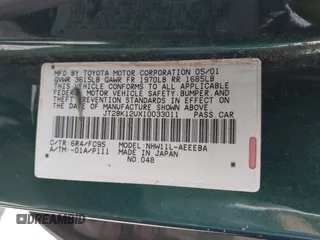 MFD. BY TOYOTA MOTOR CORPORATION 05/01
GVWR 3615LB GAWR FR 1970LB RR 1685LB
THIS VEHICLE CONFORMS TO ALL APPLICABLE
FEDERAL MOTOR VEHICLE SAFETY,BUMPER,AND
THEFT PREVENTION STANDARDS IN EFFECT ON
THE DATE OF MANUFACTURE SHOWN ABOVE.
JT2BK12UX10033011 PASS.CAR
C/TR: 6R4/FC95 MODEL: NHW11L-AEEEBA
A/TM: -01A/P111 MADE IN JAPAN
NO.048
DREAMBID